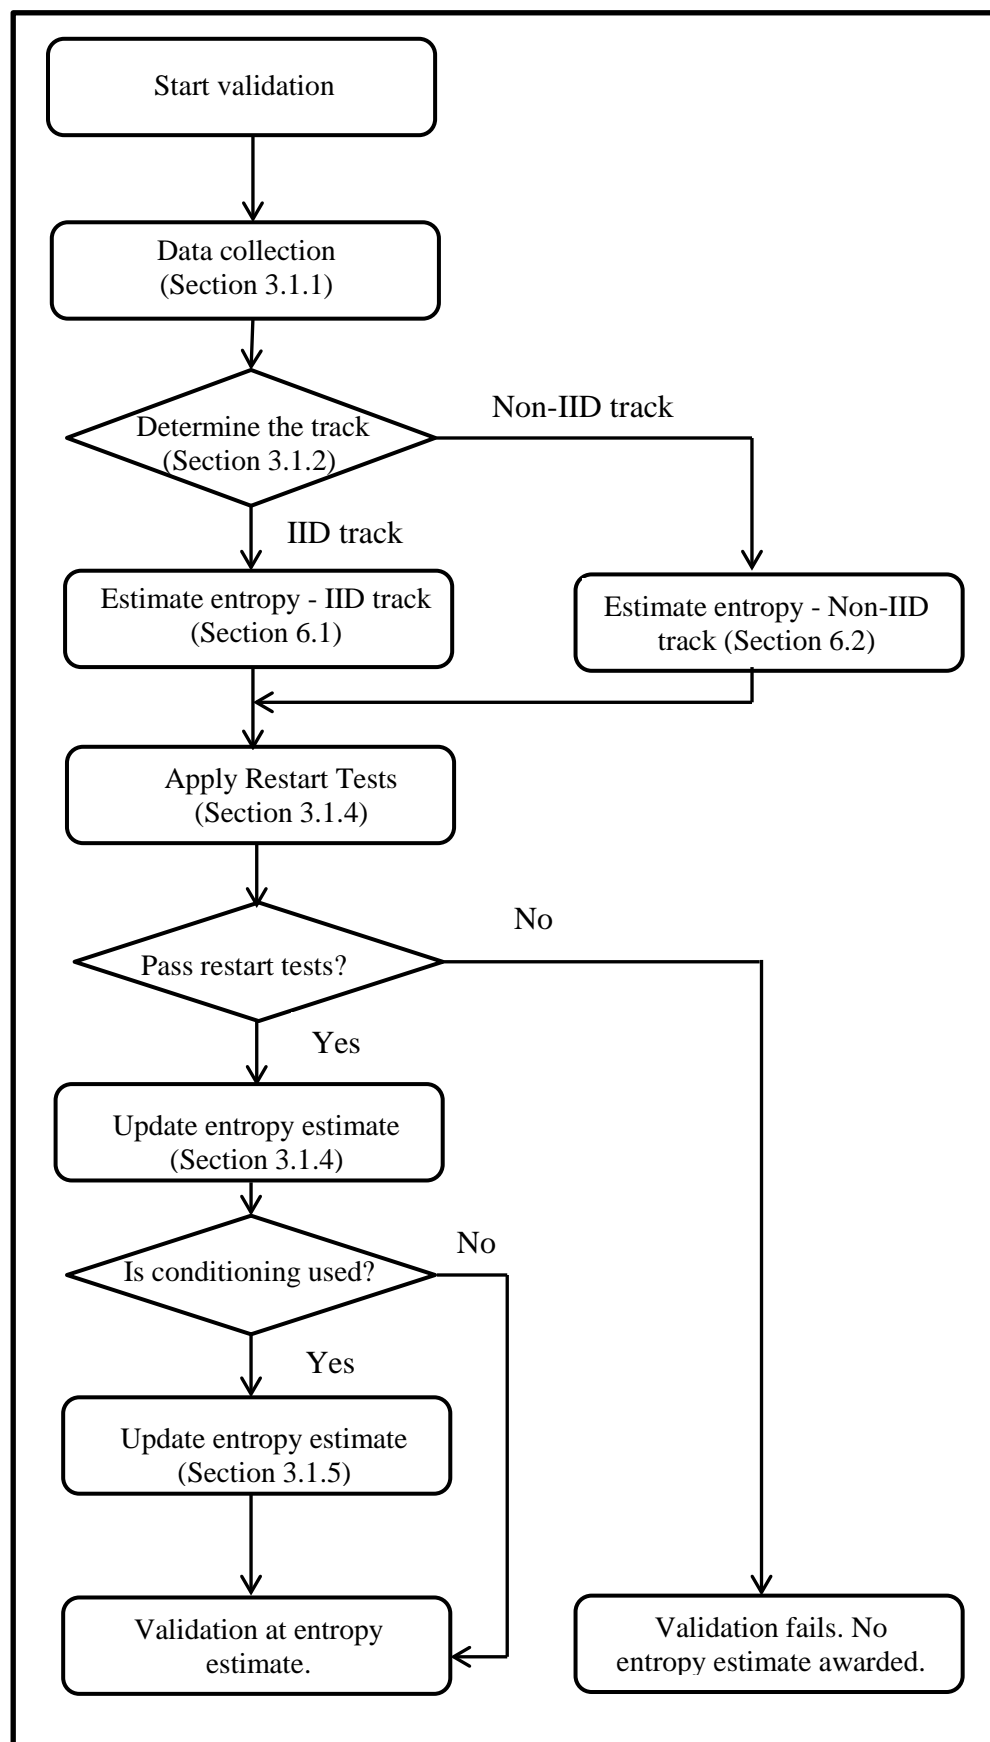 Start validation
Data collection
(Section 3.1.1)
Non-IID track
Determine the track
(Section 3.1.2)
IID track
Estimate entropy - IID track
(Section 6.1)
Estimate entropy - Non-IID
track (Section 6.2)
Apply Restart Tests
(Section 3.1.4)
No
Pass restart tests?
Yes
Update entropy estimate
(Section 3.1.4)
No
Is conditioning used?
Yes
Update entropy estimate
(Section 3.1.5)
Validation at entropy
estimate.
Validation fails. No
entropy estimate awarded.